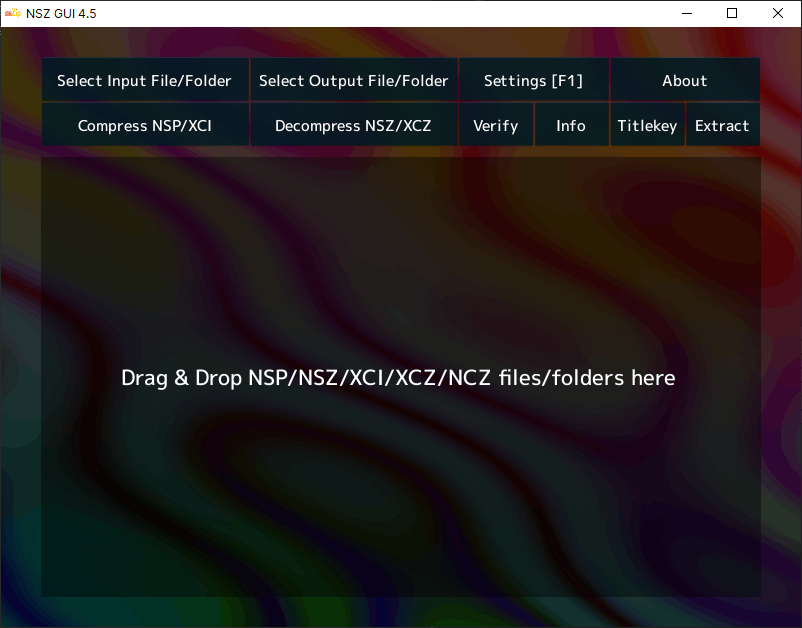 NSZ GUI 4.5
Select Input File/Folder Select Output File/Folder Settings [F1] About
Compress NSP/XCI Decompress NSZ/XCZ Verify Info Titlekey Extract
Drag & Drop NSP/NSZ/XCI/XCZ/NCZ files/folders here